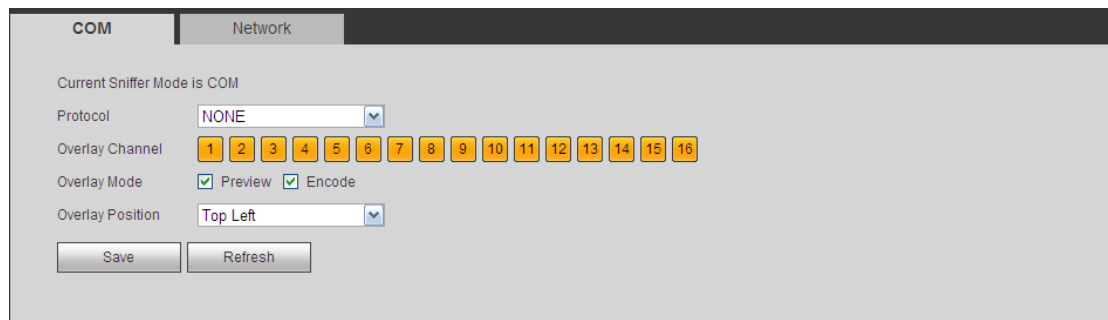 COM Network
Current Sniffer Mode is COM
Protocol NONE
Overlay Channel 1 2 3 4 5 6 7 8 9 10 11 12 13 14 15 16
Overlay Mode Preview Encode
Overlay Position Top Left
Save Refresh